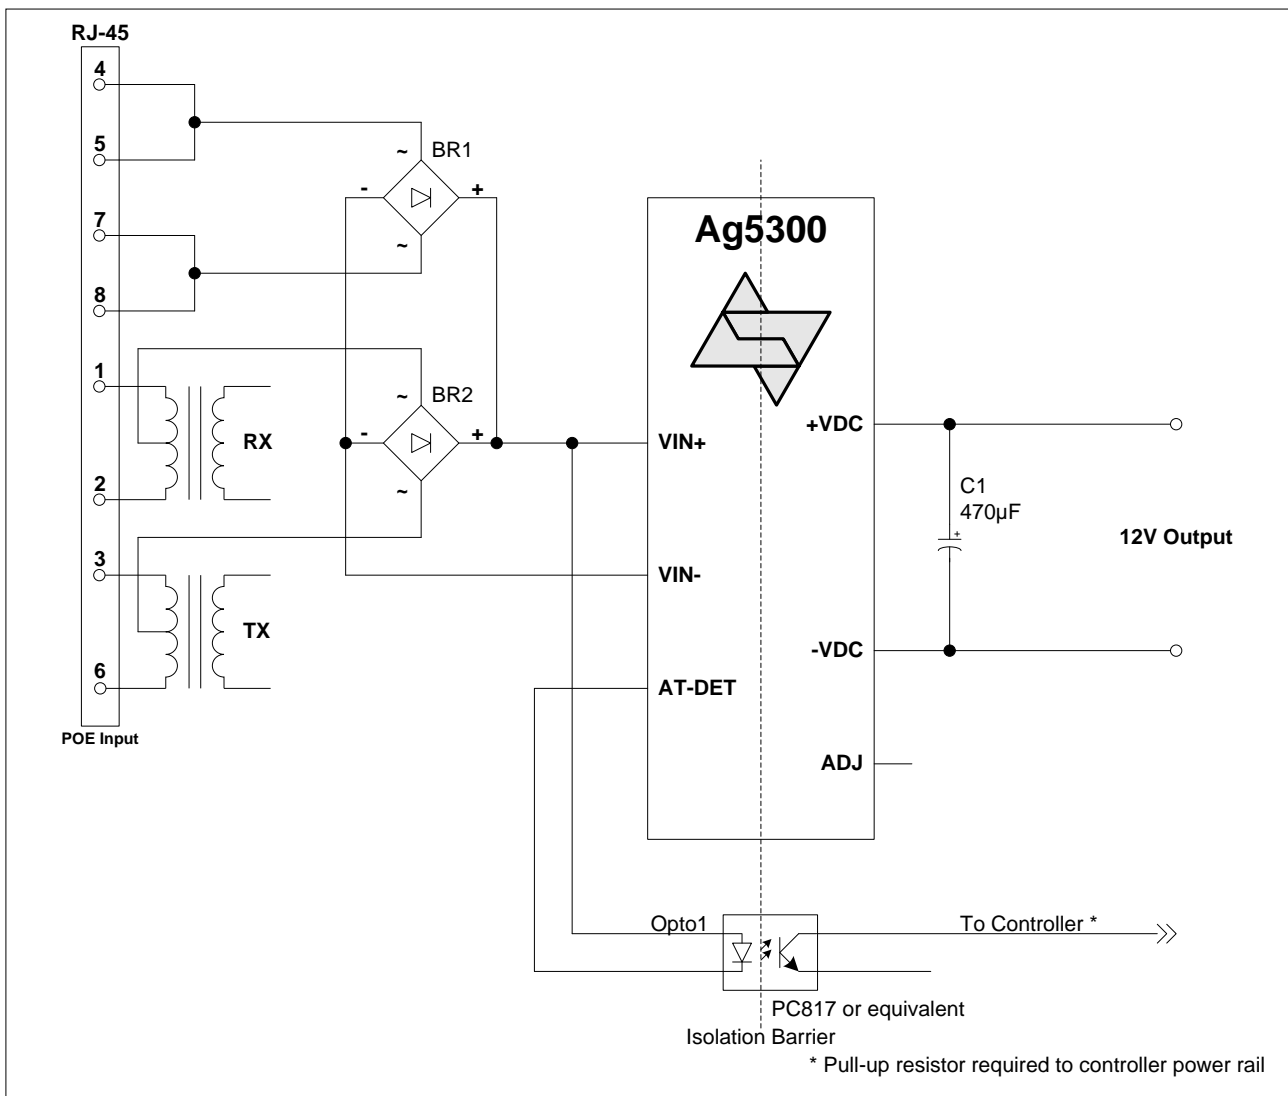 RJ-45
4
5
7
8
1
2
3
6
POE Input
~ BR1
- +
~
~ BR2
- +
~
RX
TX
Ag5300
VIN+
VIN-
AT-DET
+VDC
-VDC
ADJ
C1
470µF
+
12V Output
Opto1
To Controller *
PC817 or equivalent
Isolation Barrier
* Pull-up resistor required to controller power rail